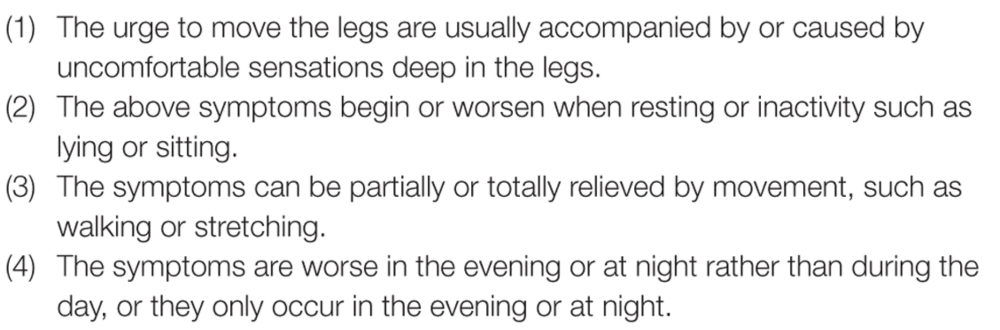 (1) The urge to move the legs are usually accompanied by or caused by
uncomfortable sensations deep in the legs.
(2) The above symptoms begin or worsen when resting or inactivity such as
lying or sitting.
(3) The symptoms can be partially or totally relieved by movement, such as
walking or stretching.
(4) The symptoms are worse in the evening or at night rather than during the
day, or they only occur in the evening or at night.